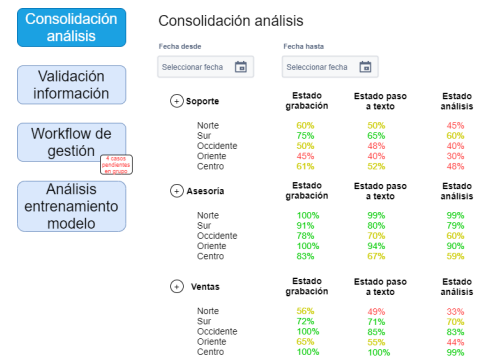 Consolidación
análisis
Validación
información
Workflow de
gestión
4 casos
pendientes
en grupo
Análisis
entrenamiento
modelo
Consolidación análisis
Fecha desde Fecha hasta
Seleccionar fecha Seleccionar fecha
+ Soporte Estado grabación Estado paso a texto Estado análisis
Norte 60% 50% 45%
Sur 75% 65% 60%
Occidente 50% 48% 40%
Oriente 45% 40% 30%
Centro 61% 52% 48%
+ Asesoría Estado grabación Estado paso a texto Estado análisis
Norte 100% 99% 99%
Sur 91% 80% 79%
Occidente 78% 70% 60%
Oriente 100% 94% 90%
Centro 83% 67% 59%
+ Ventas Estado grabación Estado paso a texto Estado análisis
Norte 56% 49% 33%
Sur 72% 71% 70%
Occidente 100% 85% 83%
Oriente 65% 55% 44%
Centro 100% 100% 99%